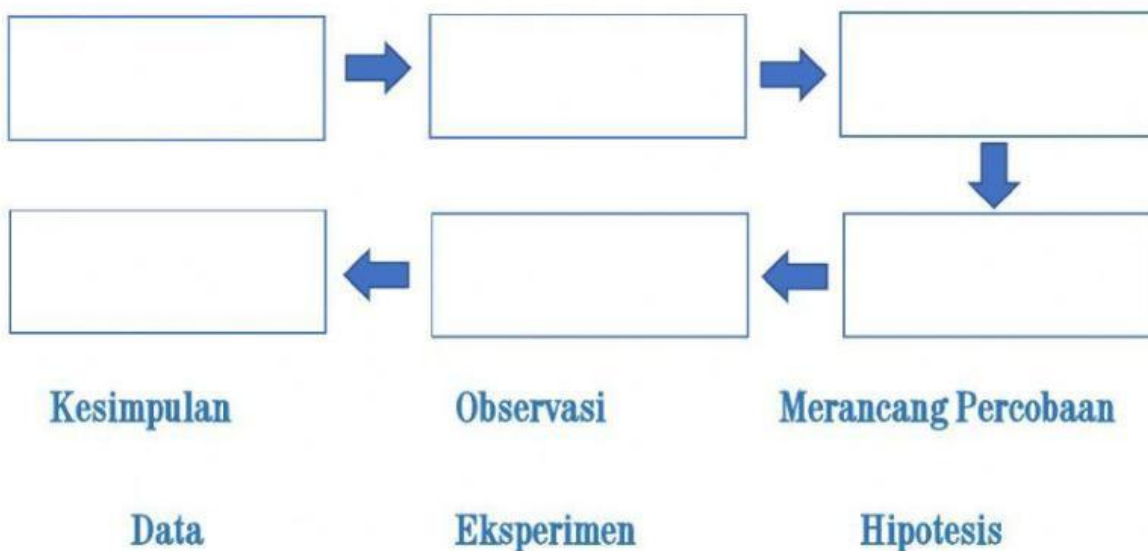 Kesimpulan Observasi Merancang Percobaan
Data Eksperimen Hipotesis